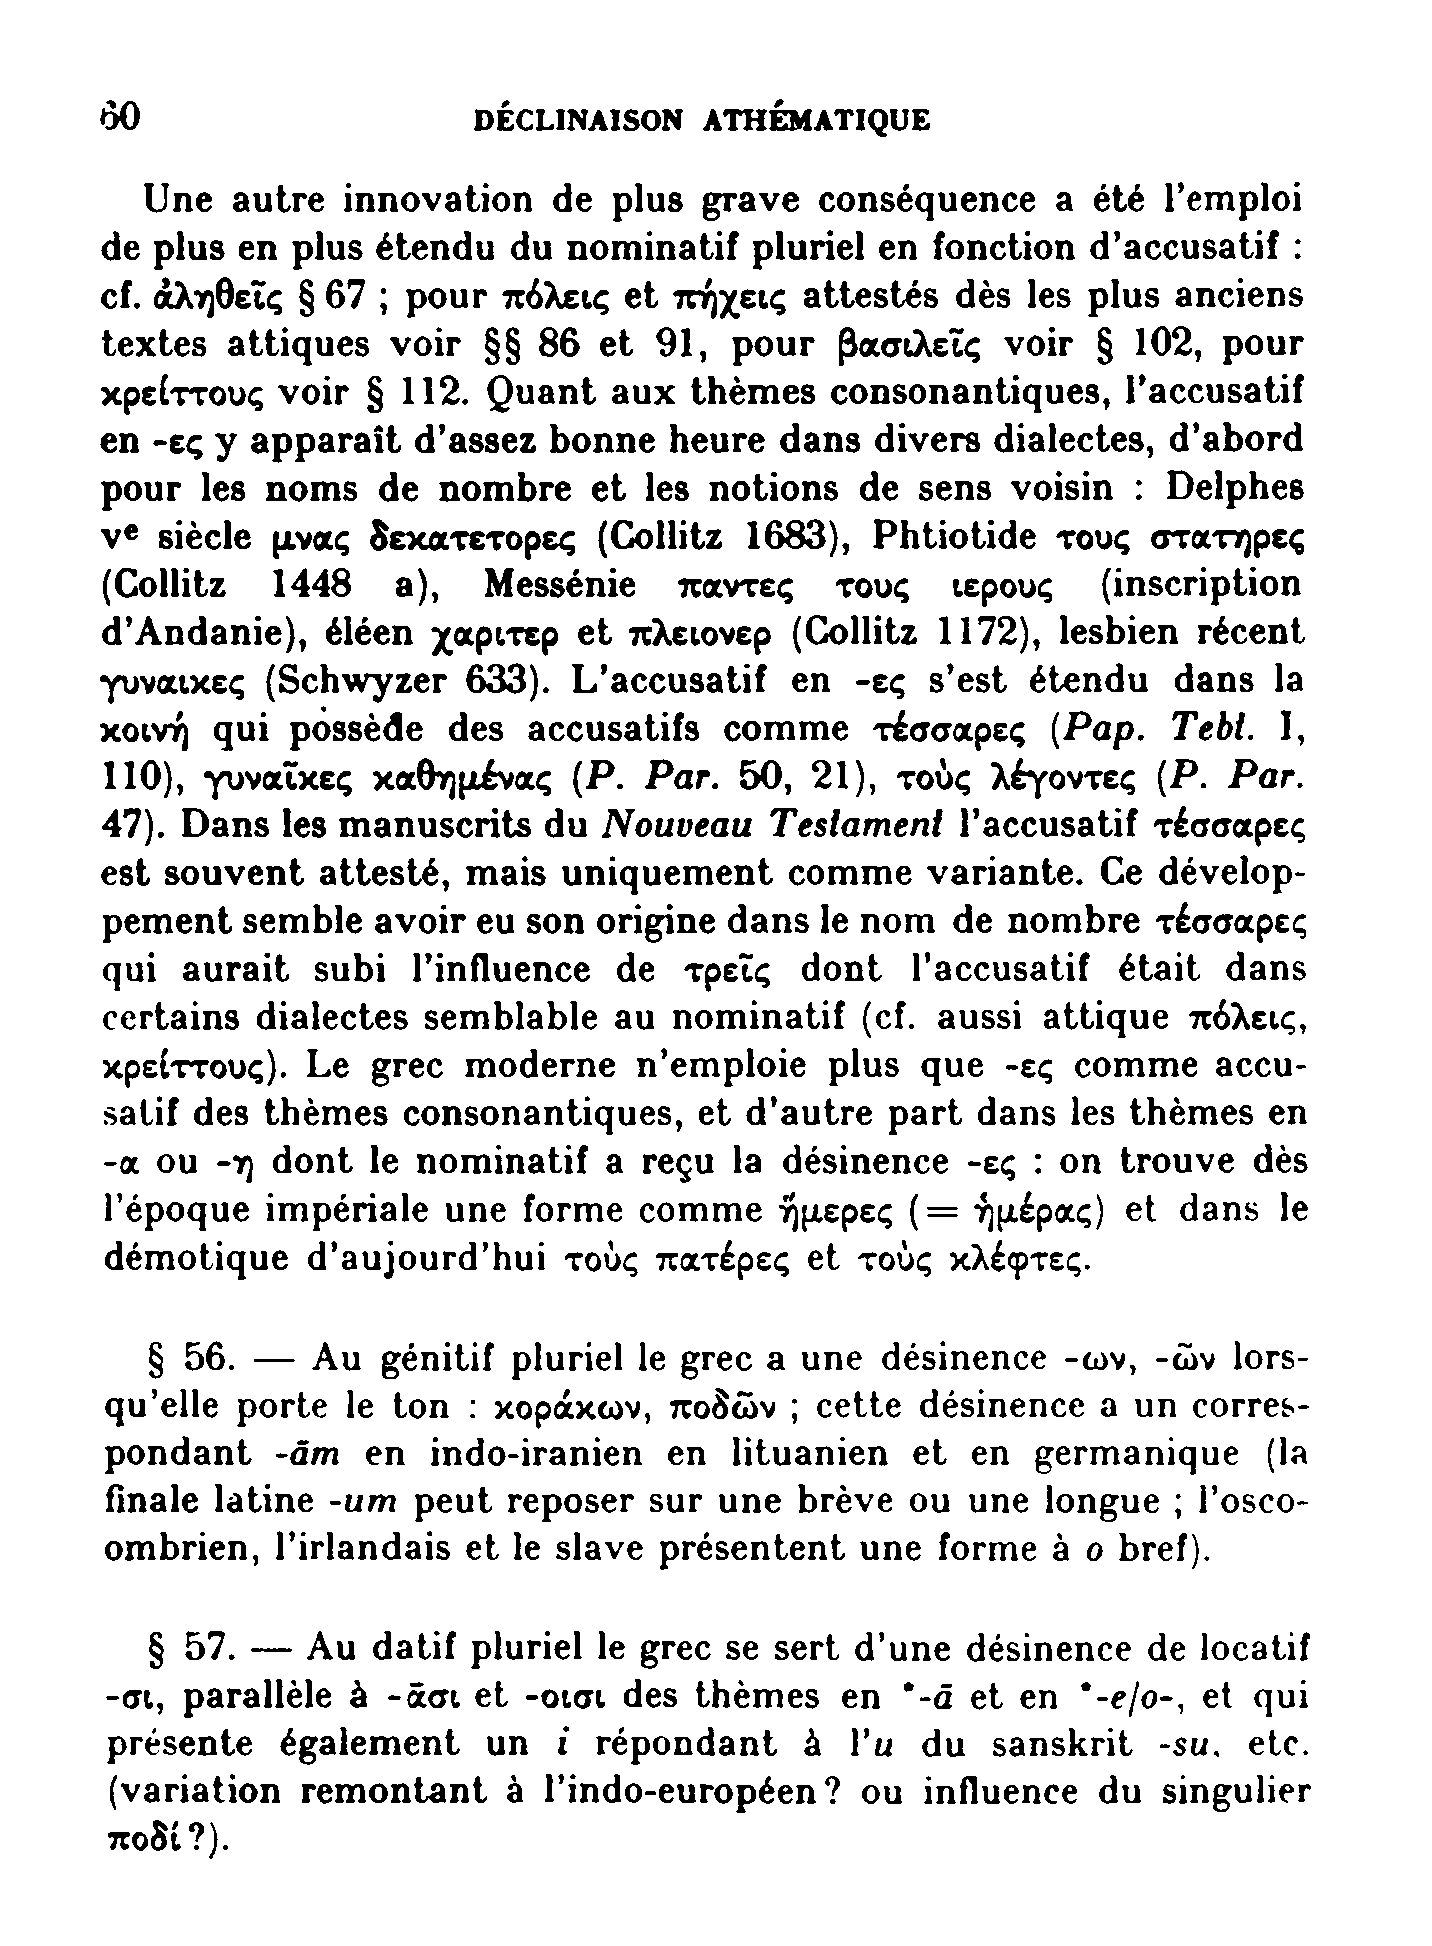 60 DÉCLINAISON ATHÉMATIQUE
Une autre innovation de plus grave conséquence a été l'emploi
de plus en plus étendu du nominatif pluriel en fonction d'accusatif :
cf. ἀληθεῖς § 67 ; pour πόλεις et πήχεις attestés dès les plus anciens
textes attiques voir §§ 86 et 91, pour βασιλεῖς voir § 102, pour
κρείττους voir § 112. Quant aux thèmes consonantiques, l'accusatif
en -ες y apparaît d'assez bonne heure dans divers dialectes, d'abord
pour les noms de nombre et les notions de sens voisin : Delphes
vᵉ siècle μνας δεκατετορες (Collitz 1683), Phtiotide τους στατηρες
(Collitz 1448 a), Messénie παντες τους ιερους (inscription
d'Andanie), éléen χαριτερ et πλειονερ (Collitz 1172), lesbien récent
γυναικες (Schwyzer 633). L'accusatif en -ες s'est étendu dans la
κοινή qui possède des accusatifs comme τέσσαρες (Pap. Tebt. I,
110), γυναῖκες καθημένας (P. Par. 50, 21), τοὺς λέγοντες (P. Par.
47). Dans les manuscrits du Nouveau Testament l'accusatif τέσσαρες
est souvent attesté, mais uniquement comme variante. Ce dévelop-
pement semble avoir eu son origine dans le nom de nombre τέσσαρες
qui aurait subi l'influence de τρεῖς dont l'accusatif était dans
certains dialectes semblable au nominatif (cf. aussi attique πόλεις,
κρείττους). Le grec moderne n'emploie plus que -ες comme accu-
satif des thèmes consonantiques, et d'autre part dans les thèmes en
-α ou -η dont le nominatif a reçu la désinence -ες : on trouve dès
l'époque impériale une forme comme ἥμερες (= ἡμέρας) et dans le
démotique d'aujourd'hui τοὺς πατέρες et τοὺς κλέφτες.
§ 56. — Au génitif pluriel le grec a une désinence -ων, -ῶν lors-
qu'elle porte le ton : κοράκων, ποδῶν ; cette désinence a un corres-
pondant -ām en indo-iranien en lituanien et en germanique (la
finale latine -um peut reposer sur une brève ou une longue ; l'osco-
ombrien, l'irlandais et le slave présentent une forme à o bref).
§ 57. — Au datif pluriel le grec se sert d'une désinence de locatif
-σι, parallèle à -ᾱσι et -οισι des thèmes en *-ā et en *-e/o-, et qui
présente également un i répondant à l'u du sanskrit -su. etc.
(variation remontant à l'indo-européen ? ou influence du singulier
ποδί ?).